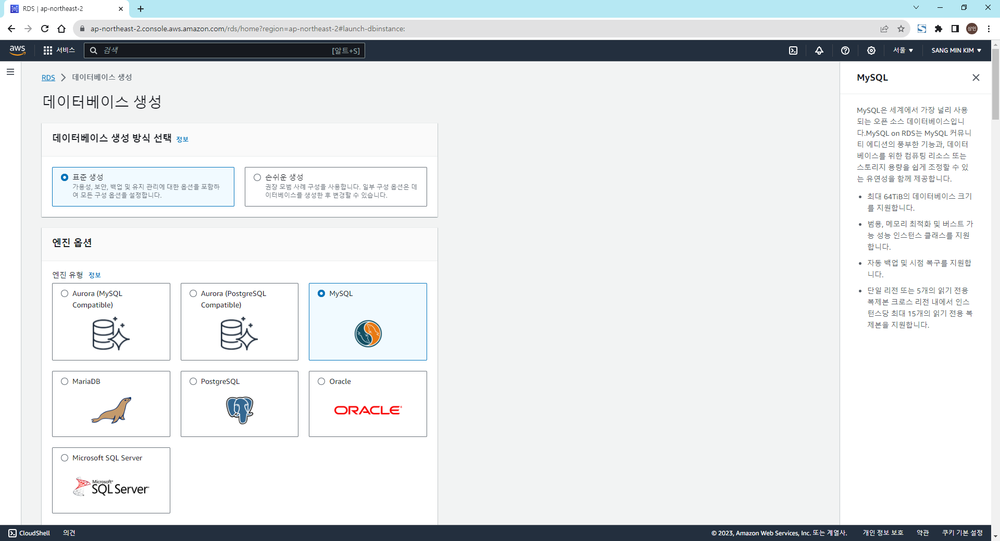 RDS | ap-northeast-2
ap-northeast-2.console.aws.amazon.com/rds/home?region=ap-northeast-2#launch-dbinstance:
상민
aws
서비스
검색
[알트+S]
서울
SANG MIN KIM
RDS
데이터베이스 생성
데이터베이스 생성
데이터베이스 생성 방식 선택 정보
표준 생성
가용성, 보안, 백업 및 유지 관리에 대한 옵션을 포함하
여 모든 구성 옵션을 설정합니다.
손쉬운 생성
권장 모범 사례 구성을 사용합니다. 일부 구성 옵션은 데
이터베이스를 생성한 후 변경할 수 있습니다.
엔진 옵션
엔진 유형 정보
Aurora (MySQL
Compatible)
Aurora (PostgreSQL
Compatible)
MySQL
MariaDB
PostgreSQL
Oracle
ORACLE
Microsoft SQL Server
Microsoft
SQL Server
MySQL
MySQL은 세계에서 가장 널리 사용
되는 오픈 소스 데이터베이스입니
다.MySQL on RDS는 MySQL 커뮤니
티 에디션의 풍부한 기능과, 데이터
베이스를 위한 컴퓨팅 리소스 또는
스토리지 용량을 쉽게 조정할 수 있
는 유연성을 함께 제공합니다.
최대 64TiB의 데이터베이스 크기
를 지원합니다.
범용, 메모리 최적화 및 버스트 가
능 성능 인스턴스 클래스를 지원
합니다.
자동 백업 및 시점 복구를 지원합
니다.
단일 리전 또는 5개의 읽기 전용
복제본 크로스 리전 내에서 인스
턴스당 최대 15개의 읽기 전용 복
제본을 지원합니다.
CloudShell
의견
© 2023, Amazon Web Services, Inc. 또는 계열사.
개인 정보 보호
약관
쿠키 기본 설정